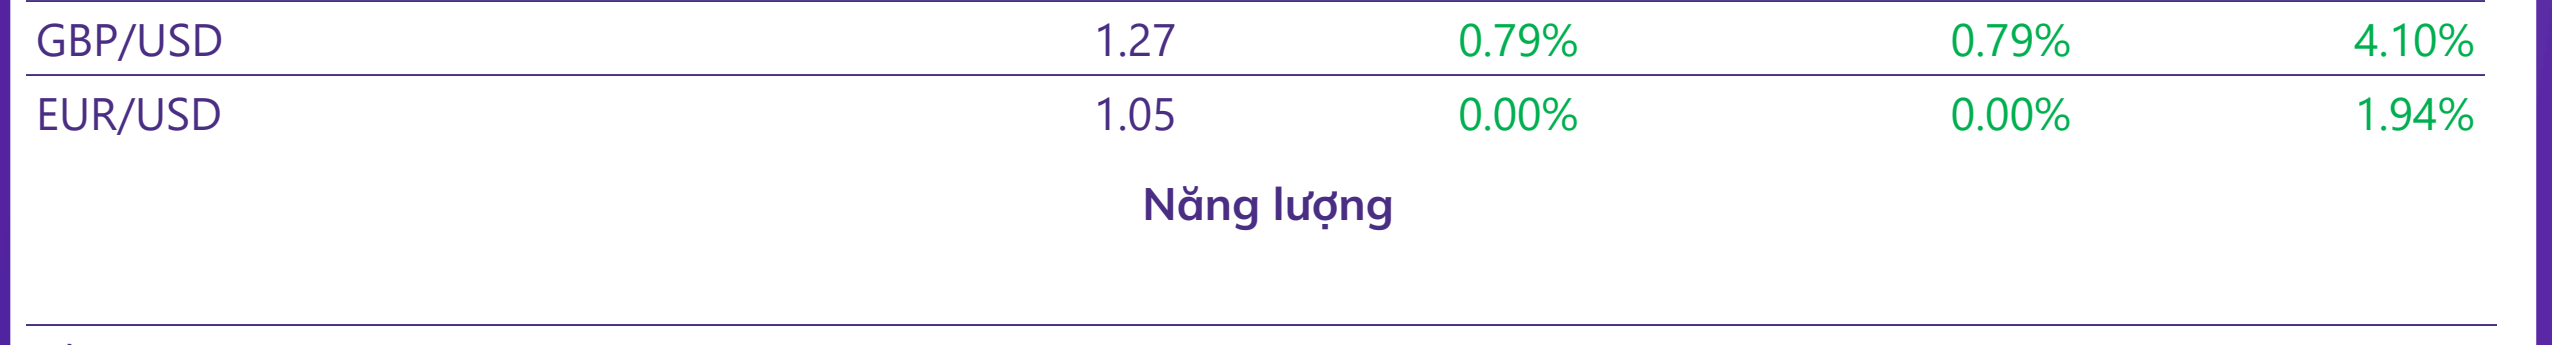 GBP/USD 1.27 0.79% 0.79% 4.10%
EUR/USD 1.05 0.00% 0.00% 1.94%
Năng lượng